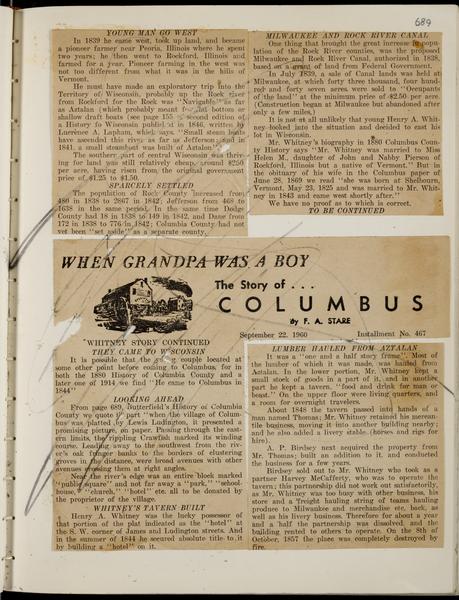 689
YOUNG MAN GO WEST
In 1839 he came west, took up land, and became
a pioneer farmer near Peoria, Illinois where he spent
two years; he then went to Rockford, Illinois and
farmed for a year. Pioneer farming in the west was
not too different from what it was in the hills of
Vermont.
He must have made an exploratory trip into the
Territory of Wisconsin, probably up the Rock river
from Rockford for the Rock was "Navigable" as far
as Aztalan (which probably meant for flat bottom or
shallow draft boats (see page 155 second edition of
a History fo Wisconsin published in 1846, written by
Lucrence A. Lapham, which says "Small steam boats
have ascended this river as far as Jefferson and in
1841 a small steamboat was built at Aztalan".
The southern part of central Wisconsin was thriv-
ing for land you sell relatively cheap, around $250
per acre, having risen from the original government
price of $1.25 to $1.50.
SPARCELY SETTLED
The population of Rock County increased from
480 in 1838 to 2867 in 1842; Jefferson from 468 to
1638 in the same period. In the same time Dodge
County had 18 in 1838 to 149 in 1842, and Dane from
172 in 1838 to 776 in 1842; Columbia County had not
yet been "set aside" as a separate county.
MILWAUKEE AND ROCK RIVER CANAL
One thing that brought the great increase in popu-
lation of the Rock River counties, was the proposed
Milwaukee and Rock River Canal, authorized in 1838,
based on a grant of land from Federal Government.
In July 1839, a sale of Canal lands was held at
Milwaukee, at which forty three thousand, four hun-
dred and forty seven acres were sold to "Occupants
of the land" at the minimum price of $2.50 per acre.
(Construction began at Milwaukee but abandoned after
only a few miles.)
It is not at all unlikely that young Henry A. Whit-
ney looked into the situation and decided to cast his
lot in Wisconsin.
Mr. Whitney's biography in 1880 Columbus Coun-
ty History says "Mr. Whitney was married to Miss
Helen M., daughter of John and Nabby Pierson of
Rockford, Illinois but a native of Vermont." But in
the obituary of his wife in the Columbus paper of
June 28, 1869 we read "she was born at Shelbourn,
Vermont, May 23, 1825 and was married to Mr. Whit-
ney in 1843 and came west shortly after."
We have no proof as to which is correct.
TO BE CONTINUED
WHEN GRANDPA WAS A BOY
The Story of . . .
COLUMBUS
By F. A. STARE
September 22, 1960 Installment No. 467
"WHITNEY STORY CONTINUED
THEY CAME TO WISCONSIN
It is possible that the young couple located at
some other point before coming to Columbus, for in
both the 1880 History of Columbia County and a
later one of 1914 we find "He came to Columbus in
1844"
LOOKING AHEAD
From page 689, Butterfield's History of Columbia
County we quote in part "when the village of Colum-
bus was platted by Lewis Ludington, it presented a
promising picture, on paper. Passing through the east-
ern limits, the rippling Crawfish marked its winding
course. Leading away to the southwest from the riv-
er's oak fringer banks to the borders of clustering
groves in the distance, were broad avenues with other
avenues crossing them at right angles.
Near the river's edge was an entire block marked
"public square" and not far away a "park," "school-
house," "church," "hotel" etc. all to be donated by
the proprietor of the village.
WHITNEY'S TAVERN BUILT
Henry A. Whitney was the lucky possessor of
that portion of the plat indicated as the "hotel" at
the S. W. corner of James and Ludington streets. And
in the summer of 1844 he secured absolute title to it
by building a "hotel" on it.
LUMBER HAULED FROM AZTALAN
It was a "one and a half story frame". Most of
the lumber of which it was made, was hauled from
Aztalan. In the lower portion, Mr. Whitney kept a
small stock of goods in a part of it, and in another
part he kept a tavern. "food and drink for man or
beast." On the upper floor were living quarters, and
a room for overnight travelers.
About 1848 the tavern passed into hands of a
man named Thomas; Mr. Whitney retained his mercan-
tile business, moving it into another building nearby;
and he also added a livery stable. (horses and rigs for
hire).
A. P. Birdsey next acquired the property from
Mr. Thomas; built an addition to it, and conducted
the business for a few years.
Birdsey sold out to Mr. Whitney who took as a
partner Harvey McCafferty, who was to operate the
tavern; this partnership did not work out satisfactorily,
as Mr. Whitney was too busy with other business, his
store and a freight hauling string of teams hauling
produce to Milwaukee and merchandise etc. back, as
well as his livery business. Therefore for about a year
and a half the partnership was dissolved, and the
building rented to others to operate. On the 8th of
October, 1857 the place was completely destroyed by
fire.